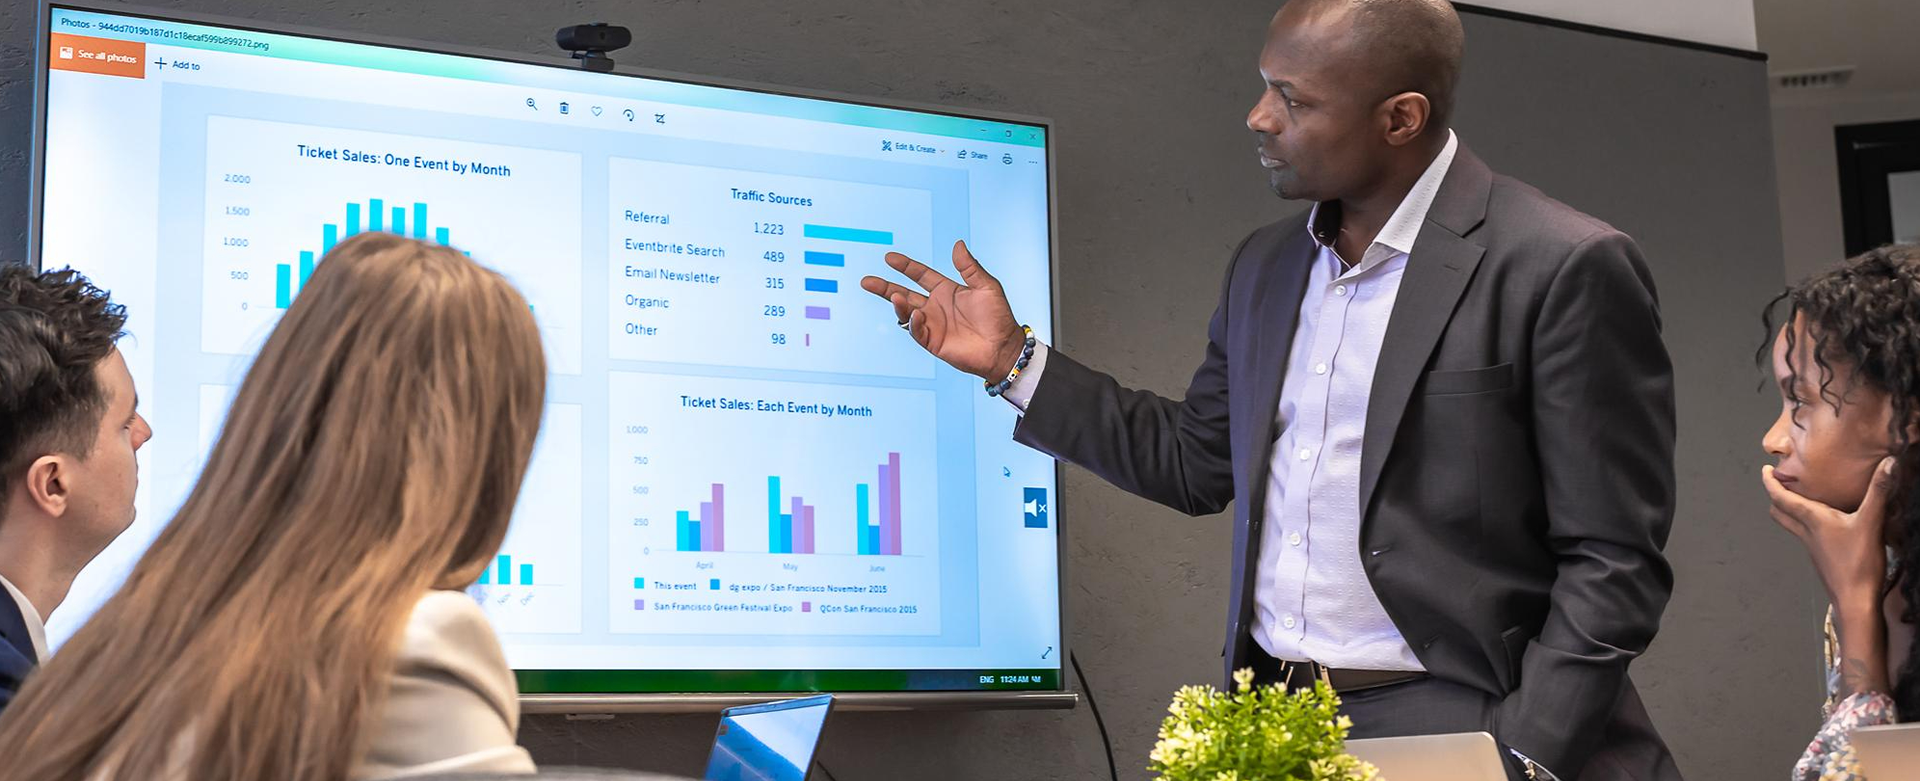 Photos - 944dd7019b187d1c18ecaf599b899272.png
See all photos
Add to
Edit & Create
Share
Ticket Sales: One Event by Month
2.000
1.500
1.000
500
0
Traffic Sources
Referral 1,223
Eventbrite Search 489
Email Newsletter 315
Organic 289
Other 98
Ticket Sales: Each Event by Month
1,000
750
500
250
0
April May June
This event dg expo / San Francisco November 2015
San Francisco Green Festival Expo QCon San Francisco 2015
Nov Dec
ENG 11:24 AM